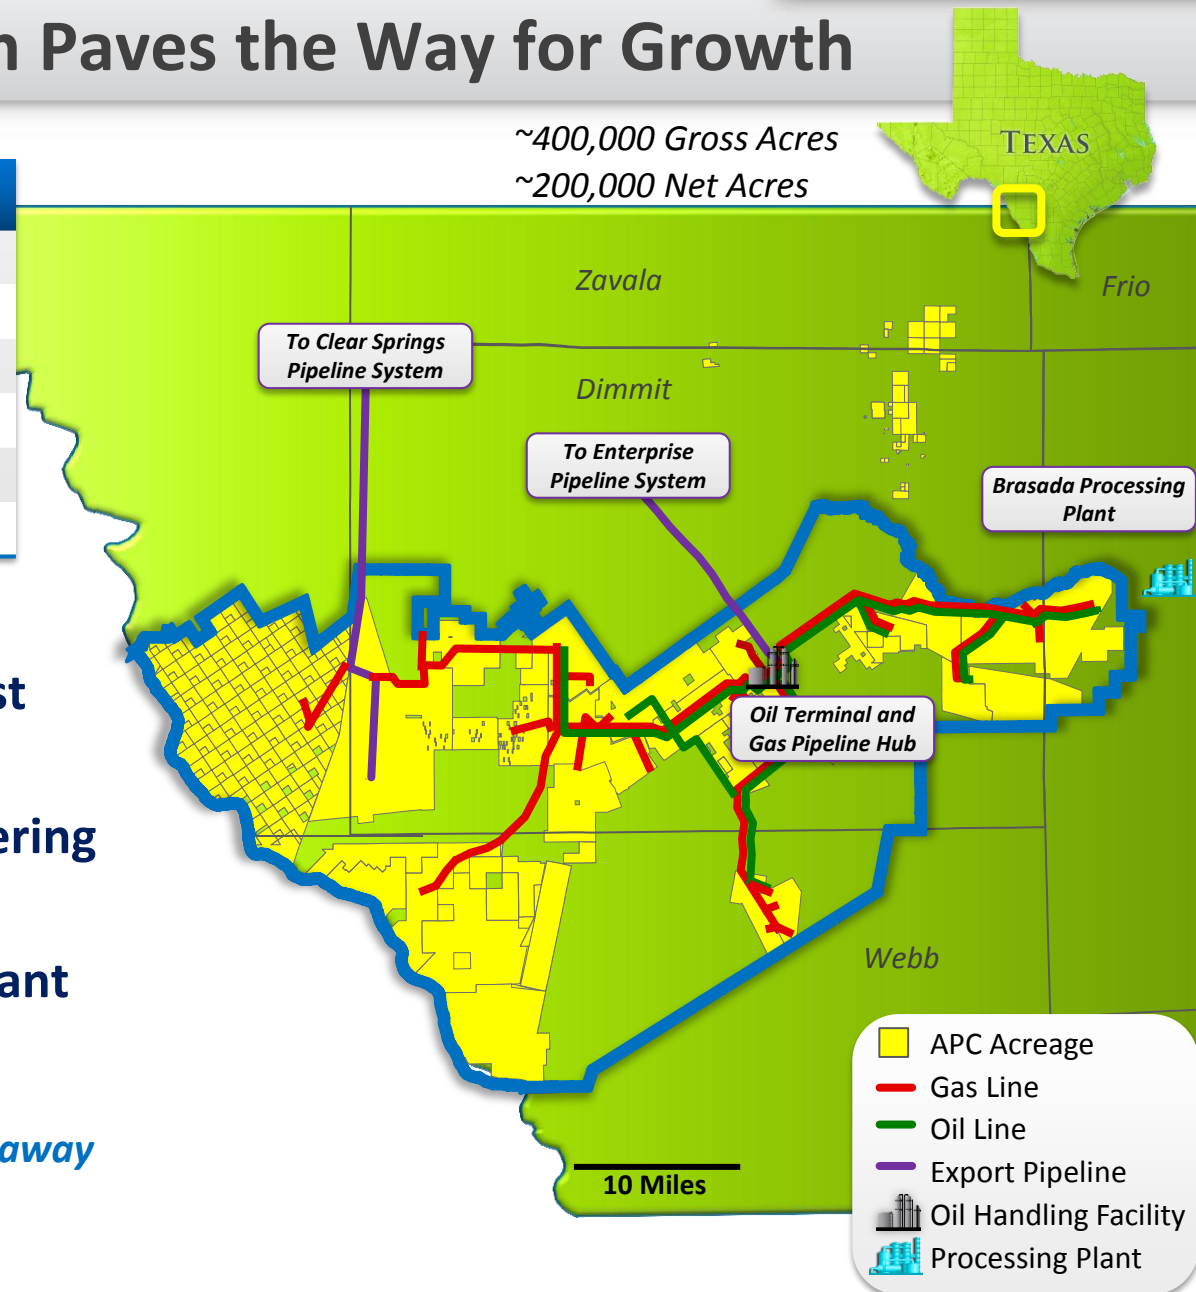 Paves the Way for Growth
~400,000 Gross Acres
~200,000 Net Acres
TEXAS
Zavala
Frio
To Clear Springs
Pipeline System
Dimmit
To Enterprise
Pipeline System
Brasada Processing
Plant
st
Oil Terminal and
Gas Pipeline Hub
ering
ant
Webb
away
10 Miles
APC Acreage
Gas Line
Oil Line
Export Pipeline
Oil Handling Facility
Processing Plant